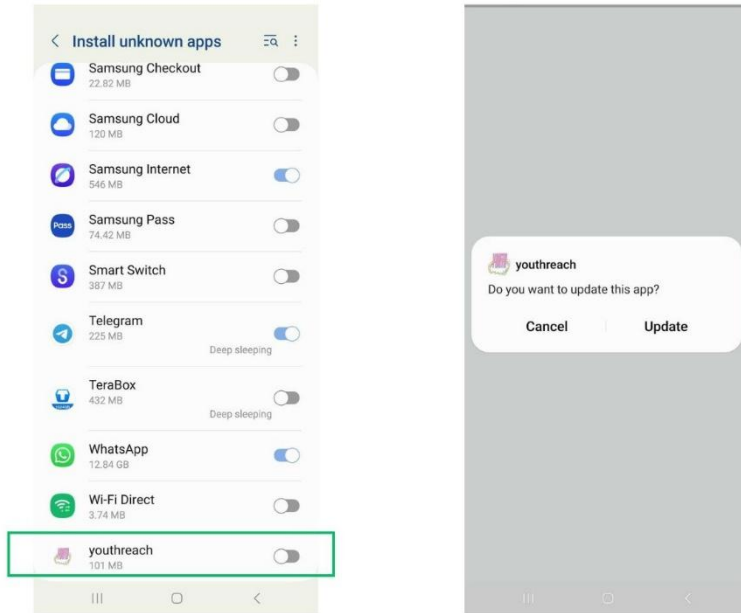 Install unknown apps
Samsung Checkout
22.82 MB
Samsung Cloud
120 MB
Samsung Internet
546 MB
Pass
Samsung Pass
74.42 MB
S
Smart Switch
387 MB
Telegram
225 MB
Deep sleeping
TeraBox
432 MB
Deep sleeping
WhatsApp
12.84 GB
Wi-Fi Direct
3.74 MB
youthreach
101 MB
youthreach
Do you want to update this app?
Cancel
Update